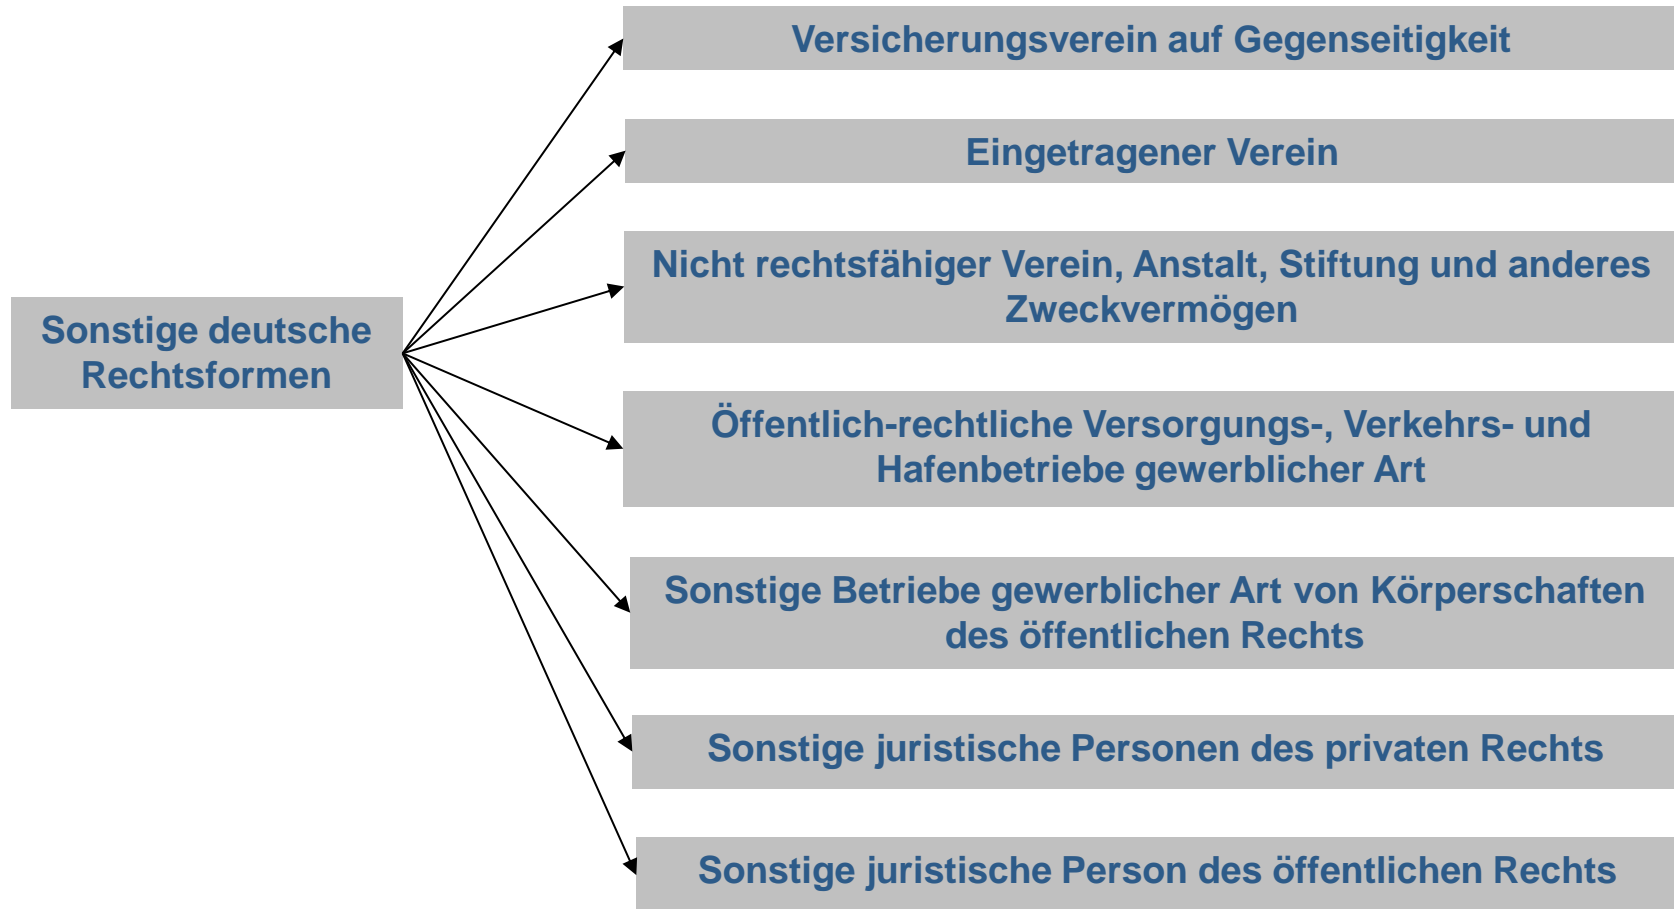 Versicherungsverein auf Gegenseitigkeit
Eingetragener Verein
Nicht rechtsfähiger Verein, Anstalt, Stiftung und anderes
Zweckvermögen
Sonstige deutsche
Rechtsformen
Öffentlich-rechtliche Versorgungs-, Verkehrs- und
Hafenbetriebe gewerblicher Art
Sonstige Betriebe gewerblicher Art von Körperschaften
des öffentlichen Rechts
Sonstige juristische Personen des privaten Rechts
Sonstige juristische Person des öffentlichen Rechts